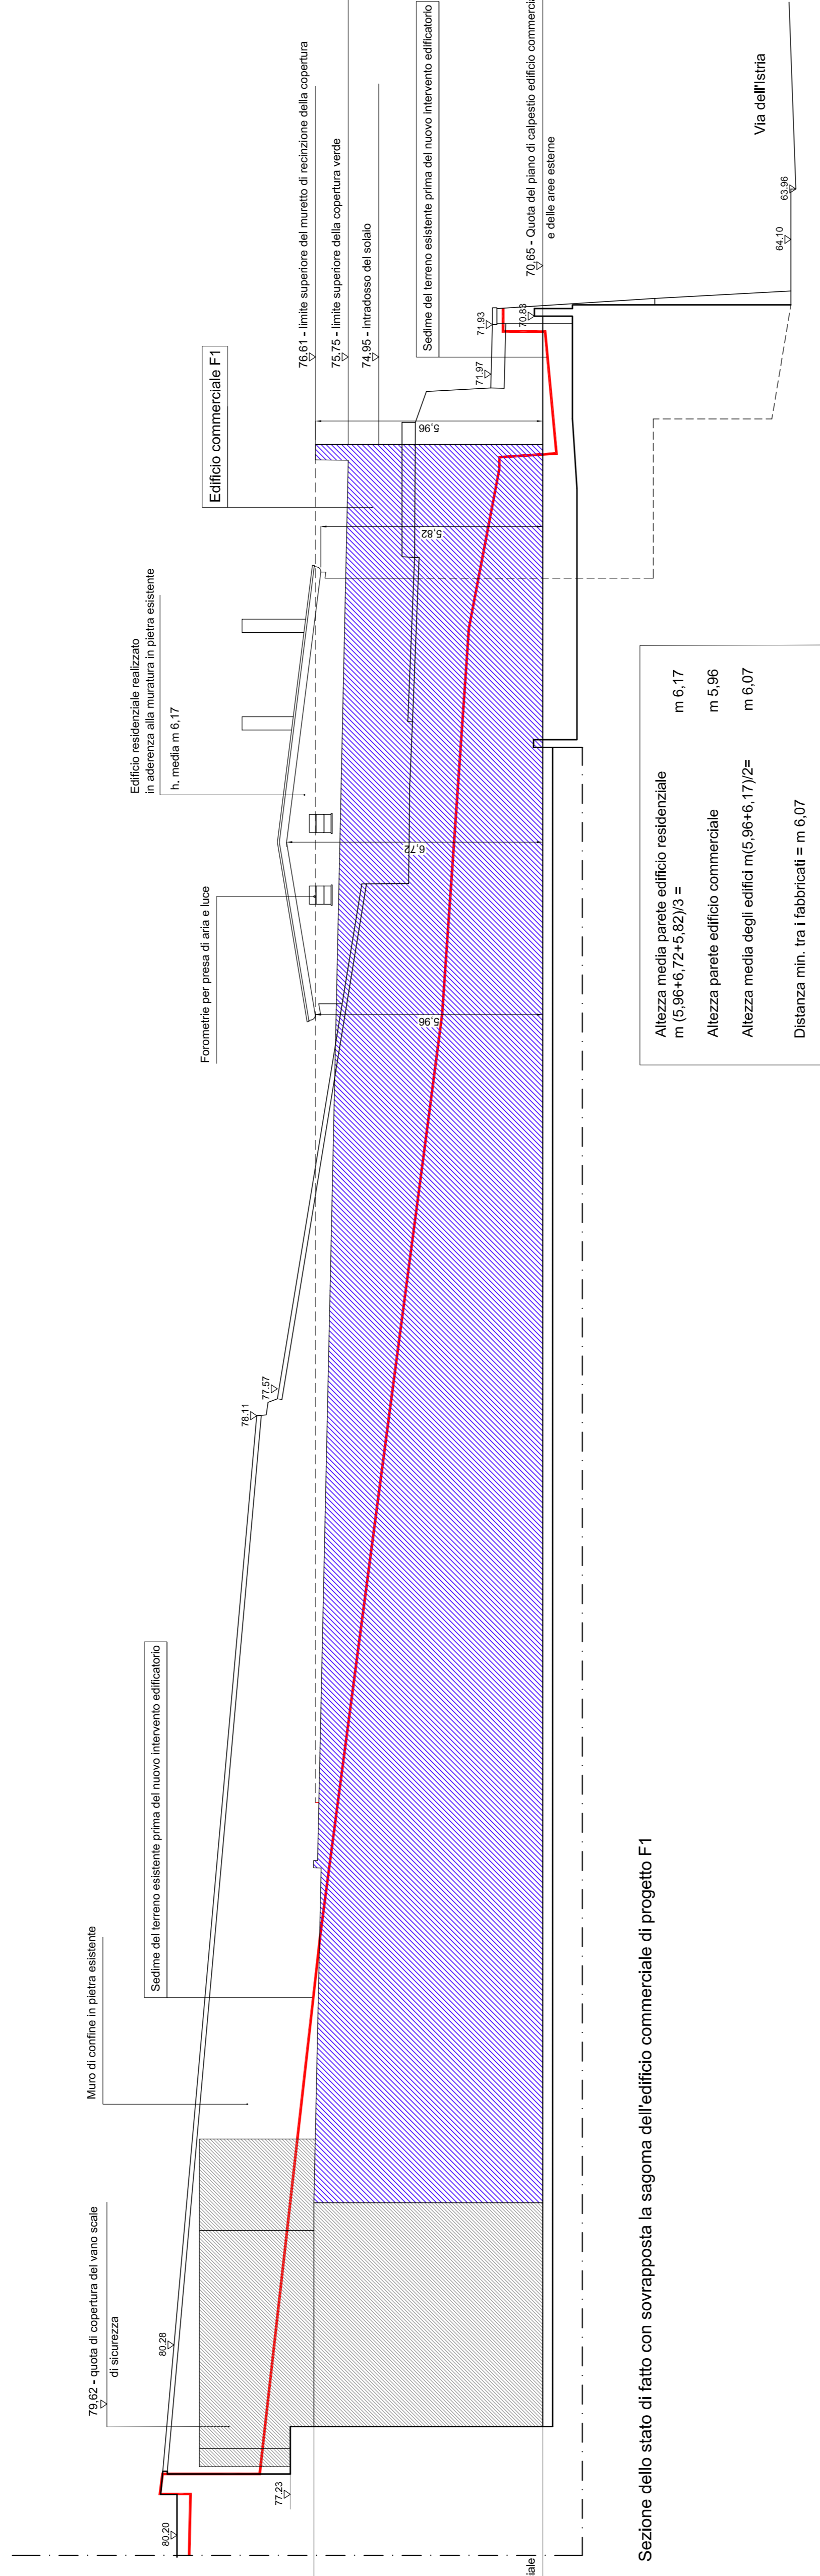 79,62 - quota di copertura del vano scale
di sicurezza
80.20
77.23
80.28
Muro di confine in pietra esistente
Sedime del terreno esistente prima del nuovo intervento edificatorio
78.11
77.57
Forometrie per presa di aria e luce
Edificio residenziale realizzato
in aderenza alla muratura in pietra esistente
h. media m 6,17
Edificio commerciale F1
76,61 - limite superiore del muretto di recinzione della copertura
75,75 - limite superiore della copertura verde
74,95 - intradosso del solaio
Sedime del terreno esistente prima del nuovo intervento edificatorio
70,65 - Quota del piano di calpestio edificio
e delle aree esterne
5,96
6,72
5,82
5,96
71.97
71.93
70.83
64.10
63.96
Via dell'Istria
iale
Altezza media parete edificio residenziale
m (5,96+6,72+5,82)/3 = m 6,17
Altezza parete edificio commerciale m 5,96
Altezza media degli edifici m(5,96+6,17)/2= m 6,07
Distanza min. tra i fabbricati = m 6,07
Sezione dello stato di fatto con sovrapposta la sagoma dell'edificio commerciale di progetto F1